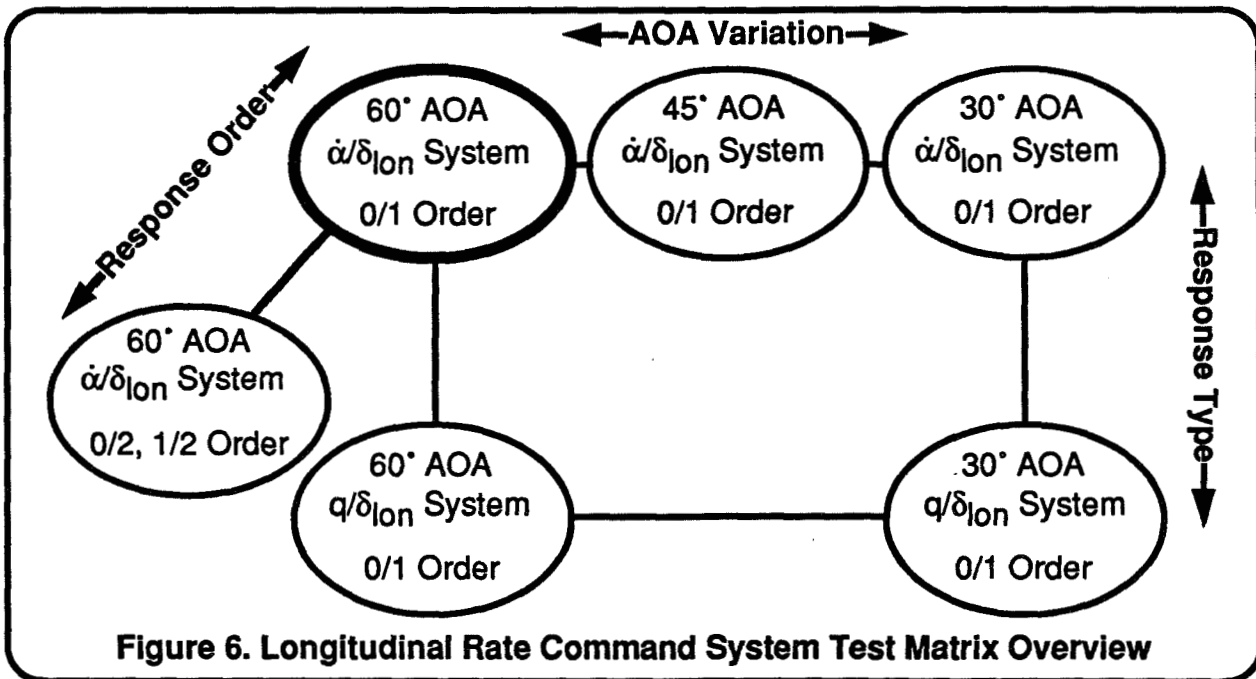 AOA Variation
Response Order
60° AOA
α̇/δlon System
0/1 Order
45° AOA
α̇/δlon System
0/1 Order
30° AOA
α̇/δlon System
0/1 Order
Response Type
60° AOA
α̇/δlon System
0/2, 1/2 Order
60° AOA
q/δlon System
0/1 Order
30° AOA
q/δlon System
0/1 Order
Figure 6. Longitudinal Rate Command System Test Matrix Overview